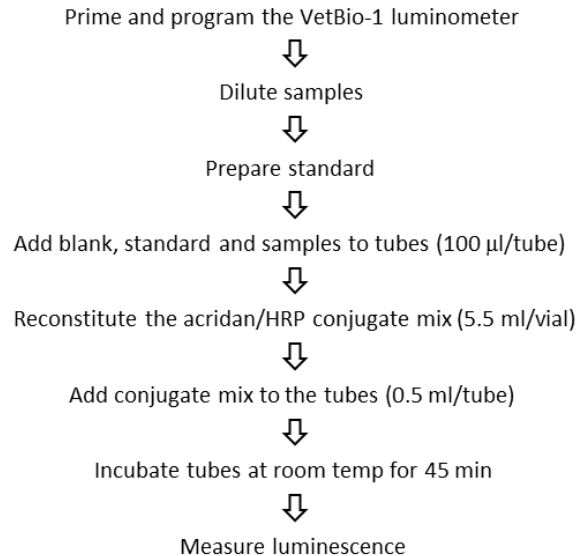 Prime and program the VetBio-1 luminometer
Dilute samples
Prepare standard
Add blank, standard and samples to tubes (100 μl/tube)
Reconstitute the acridan/HRP conjugate mix (5.5 ml/vial)
Add conjugate mix to the tubes (0.5 ml/tube)
Incubate tubes at room temp for 45 min
Measure luminescence